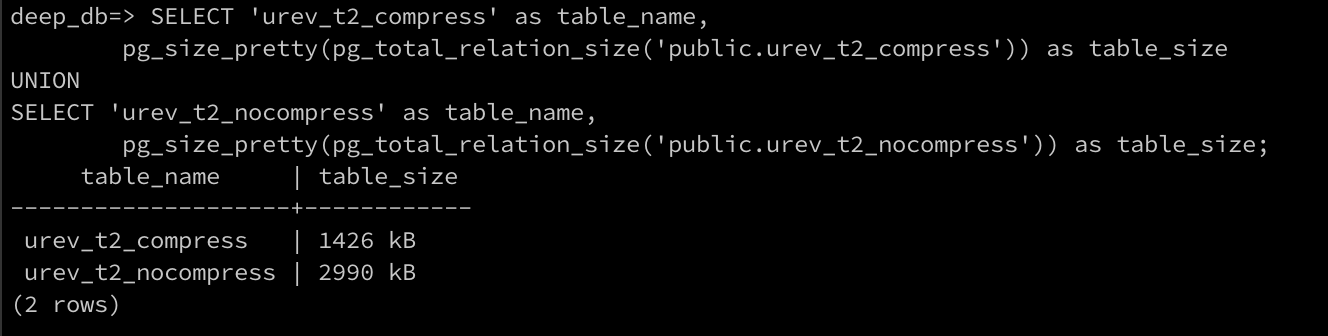 deep_db=> SELECT 'urev_t2_compress' as table_name,
        pg_size_pretty(pg_total_relation_size('public.urev_t2_compress')) as table_size
UNION
SELECT 'urev_t2_nocompress' as table_name,
        pg_size_pretty(pg_total_relation_size('public.urev_t2_nocompress')) as table_size;
     table_name     | table_size
--------------------+------------
 urev_t2_compress   | 1426 kB
 urev_t2_nocompress | 2990 kB
(2 rows)